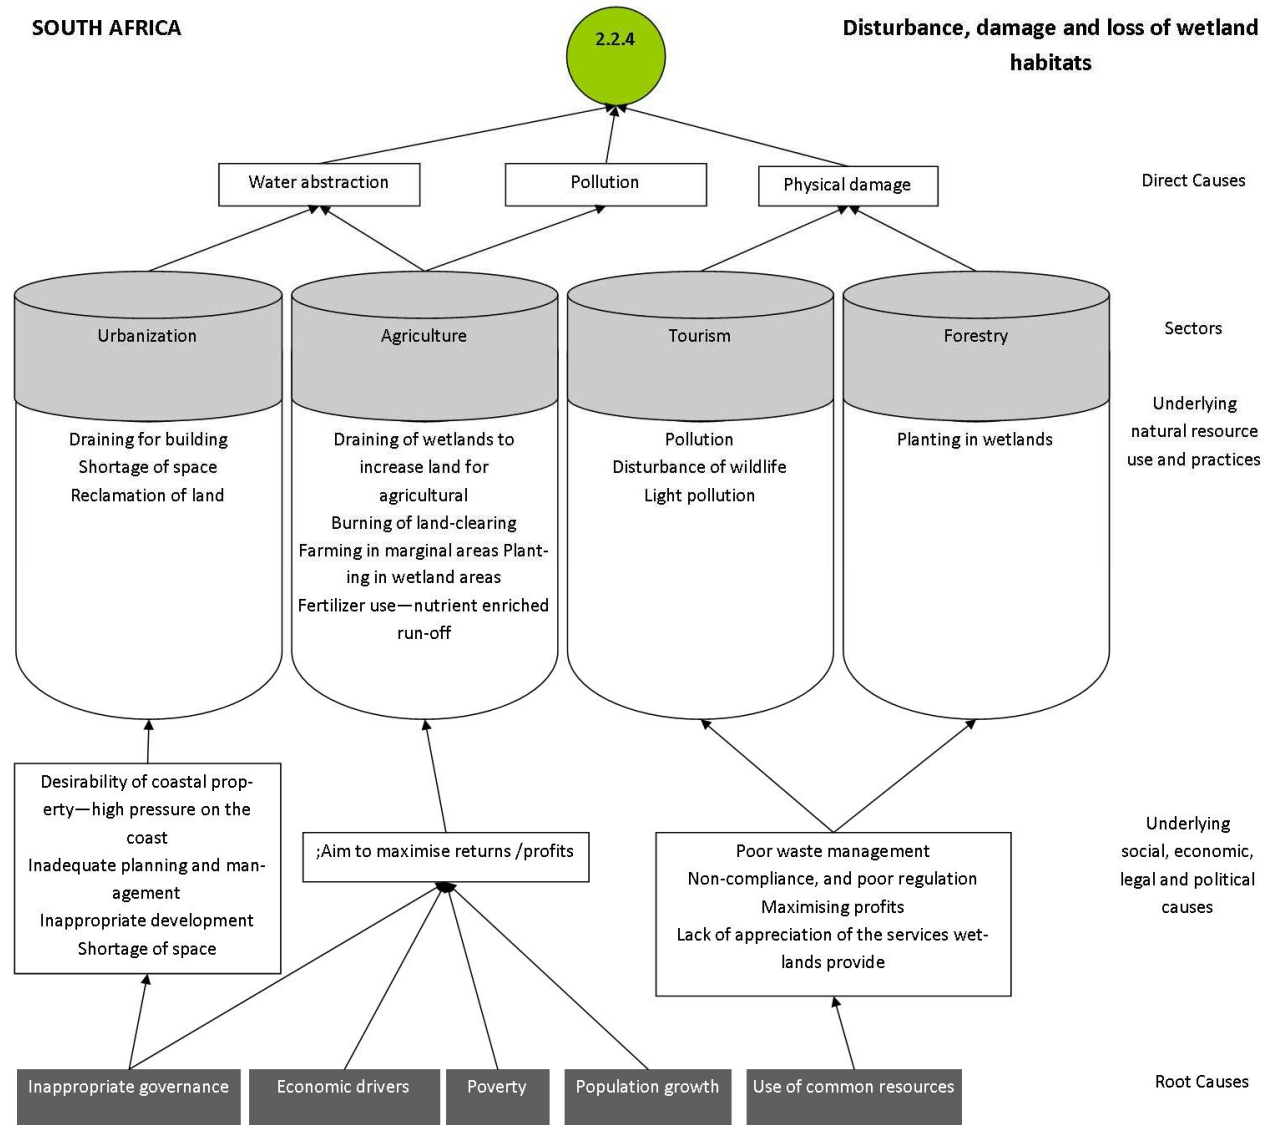 SOUTH AFRICA
2.2.4
Disturbance, damage and loss of wetland
habitats
Water abstraction
Pollution
Physical damage
Direct Causes
Urbanization
Agriculture
Tourism
Forestry
Sectors
Underlying
natural resource
use and practices
Draining for building
Shortage of space
Reclamation of land
Draining of wetlands to
increase land for
agricultural
Burning of land-clearing
Farming in marginal areas Plant-
ing in wetland areas
Fertilizer use—nutrient enriched
run-off
Pollution
Disturbance of wildlife
Light pollution
Planting in wetlands
Desirability of coastal prop-
erty—high pressure on the
coast
Inadequate planning and man-
agement
Inappropriate development
Shortage of space
;Aim to maximise returns /profits
Poor waste management
Non-compliance, and poor regulation
Maximising profits
Lack of appreciation of the services wet-
lands provide
Underlying
social, economic,
legal and political
causes
Inappropriate governance
Economic drivers
Poverty
Population growth
Use of common resources
Root Causes